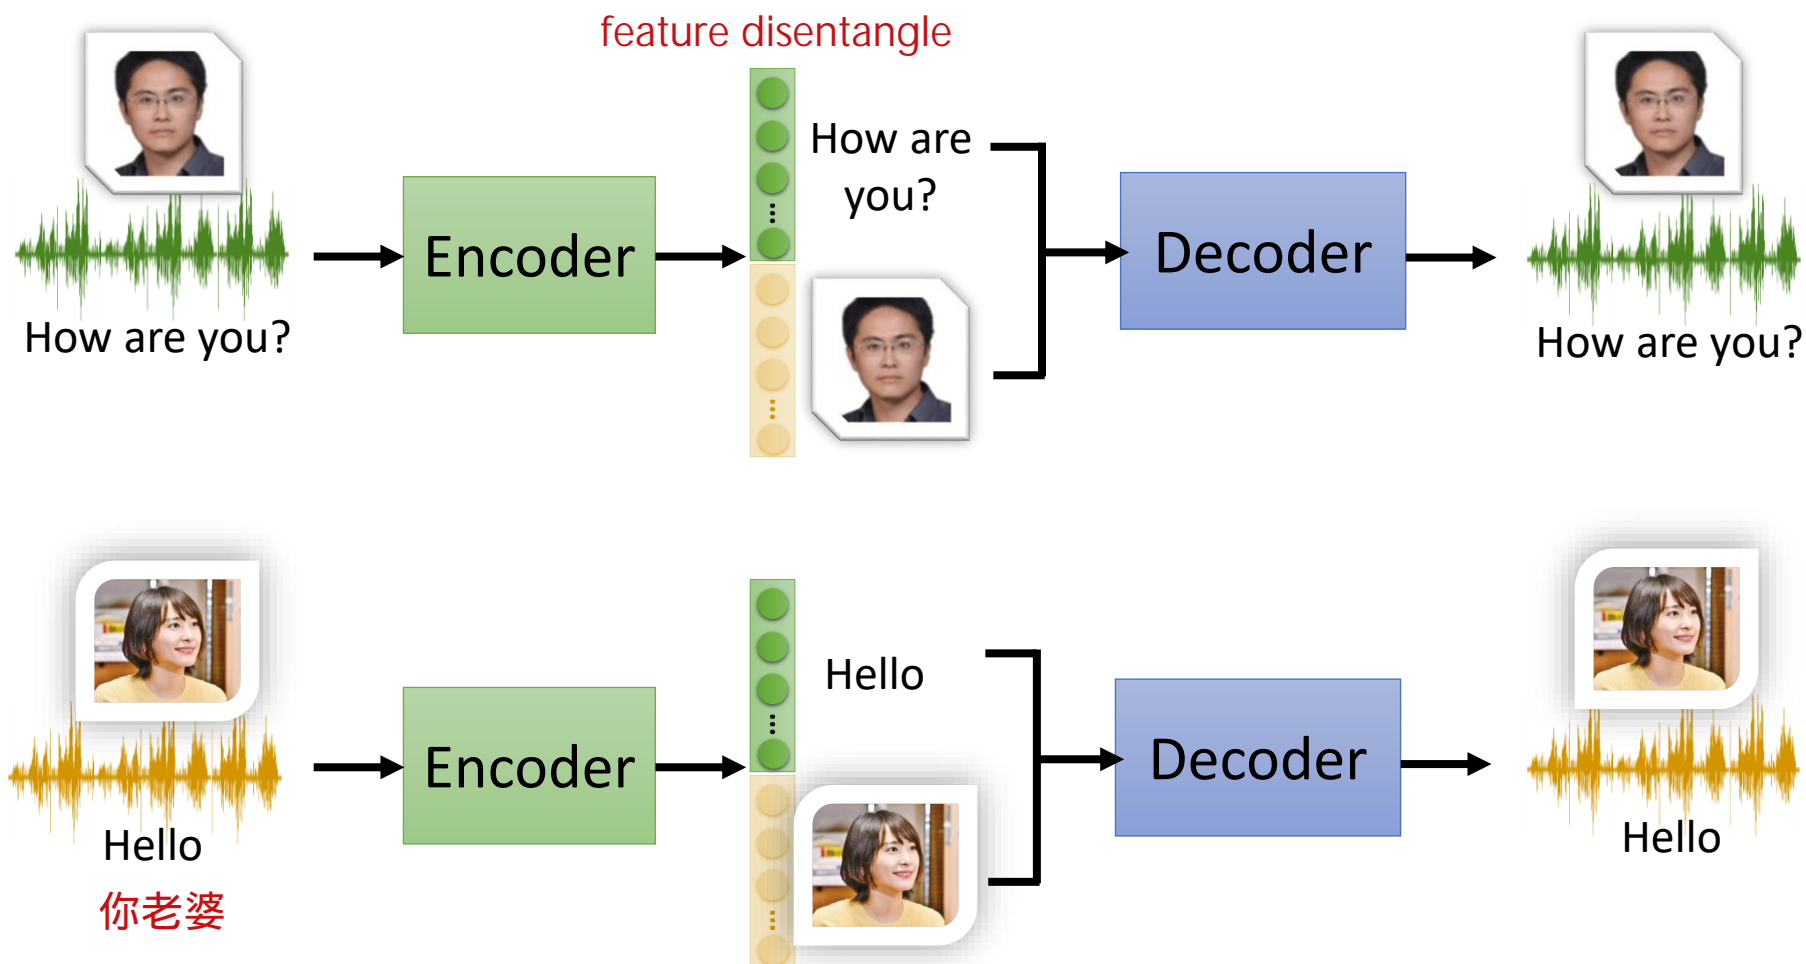 feature disentangle
How are
you?
Encoder
Decoder
How are you?
How are you?
Hello
Encoder
Decoder
Hello
Hello
你老婆